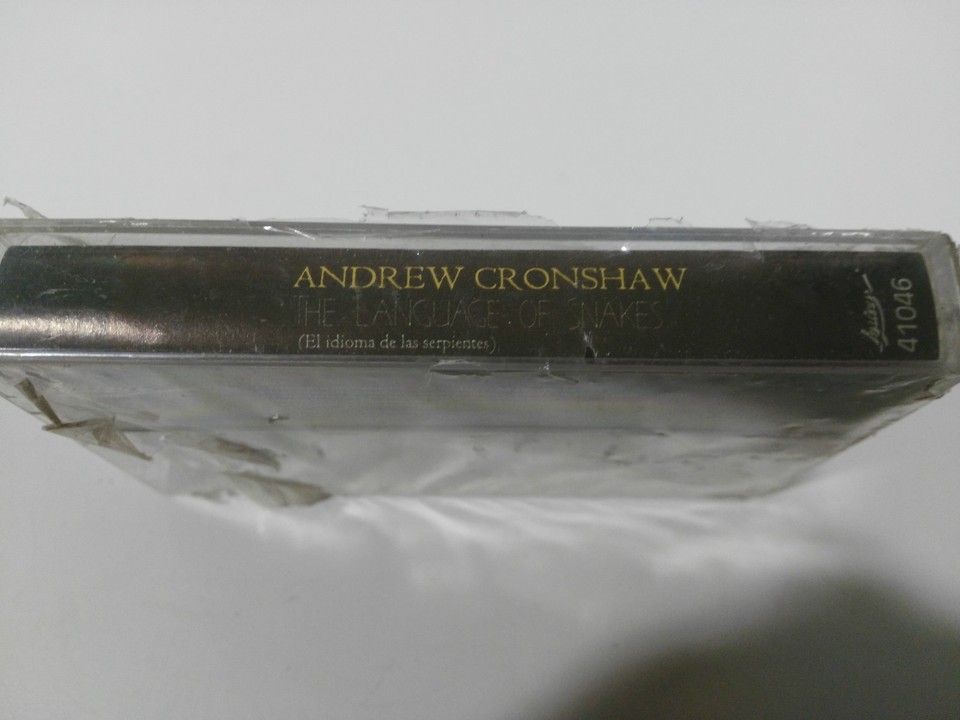 ANDREW CRONSHAW
THE LANGUAGE OF SNAKES
(El idioma de las serpientes)
41046